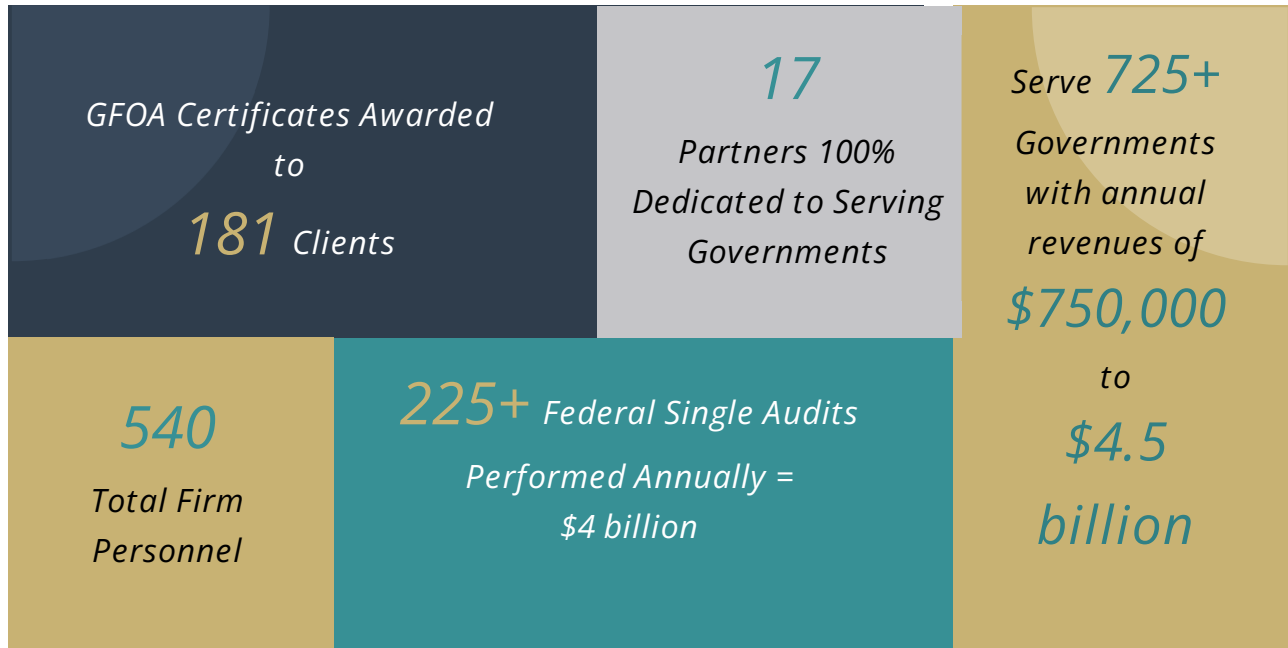 GFOA Certificates Awarded
to
181 Clients
17
Partners 100%
Dedicated to Serving
Governments
Serve 725+
Governments
with annual
revenues of
$750,000
to
$4.5
billion
540
Total Firm
Personnel
225+ Federal Single Audits
Performed Annually =
$4 billion